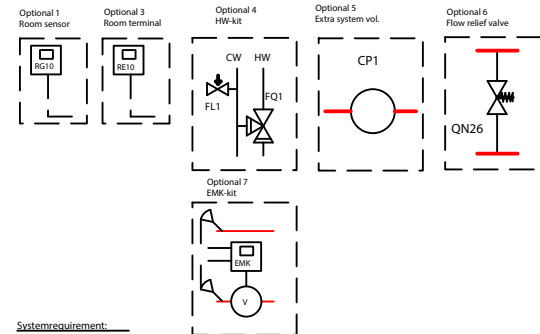 Optional 1
Room sensor
Optional 3
Room terminal
Optional 4
HW-kit
Optional 5
Extra system vol.
Optional 6
Flow relief valve
RG10
RE10
CW HW
FL1
FQ1
CP1
QN26
Optional 7
EMK-kit
EMK
V
Systemrequirement: